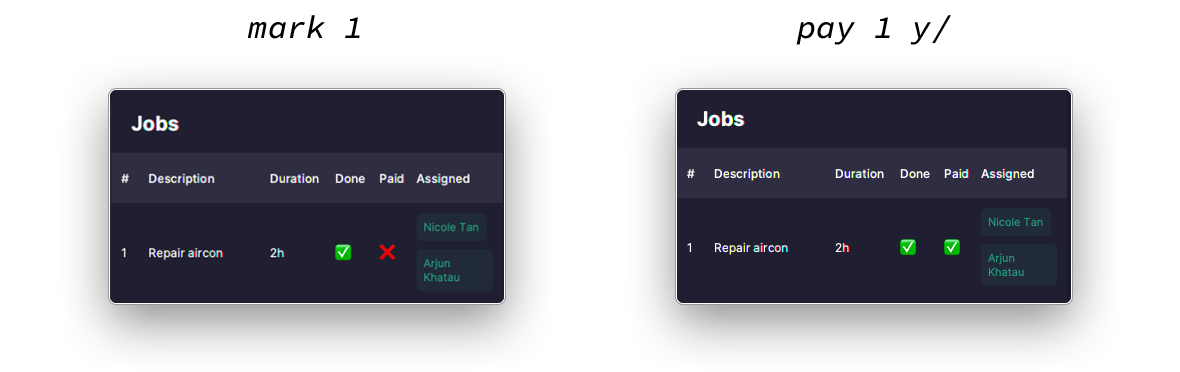 mark 1
pay 1 y/
Jobs
# Description Duration Done Paid Assigned
1 Repair aircon 2h ✅ ❌ Nicole Tan
Arjun
Khatau
Jobs
# Description Duration Done Paid Assigned
1 Repair aircon 2h ✅ ✅ Nicole Tan
Arjun
Khatau